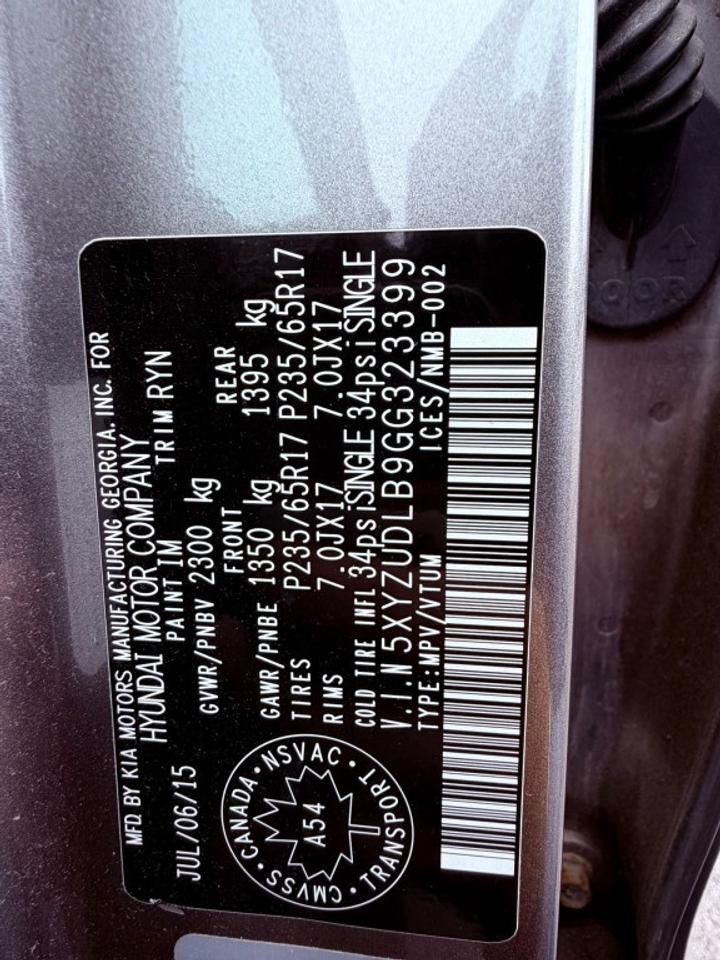 MFD. BY KIA MOTORS MANUFACTURING GEORGIA. INC. FOR
HYUNDAI MOTOR COMPANY
JUL/06/15 PAINT IM TRIM RYN
GVWR/PNBV 2300 kg
FRONT REAR
GAWR/PNBE 1350 kg 1395 kg
TIRES P235/65R17 P235/65R17
RIMS 7.0JX17 7.0JX17
COLD TIRE INFL 34psiSINGLE 34psiSINGLE
V.I.N 5XYZUDLB9GG323399
TYPE:MPV/VTUM ICES/NMB-002
CANADA • NSVAC • TRANSPORT • CMVSS •
A54
DOOR